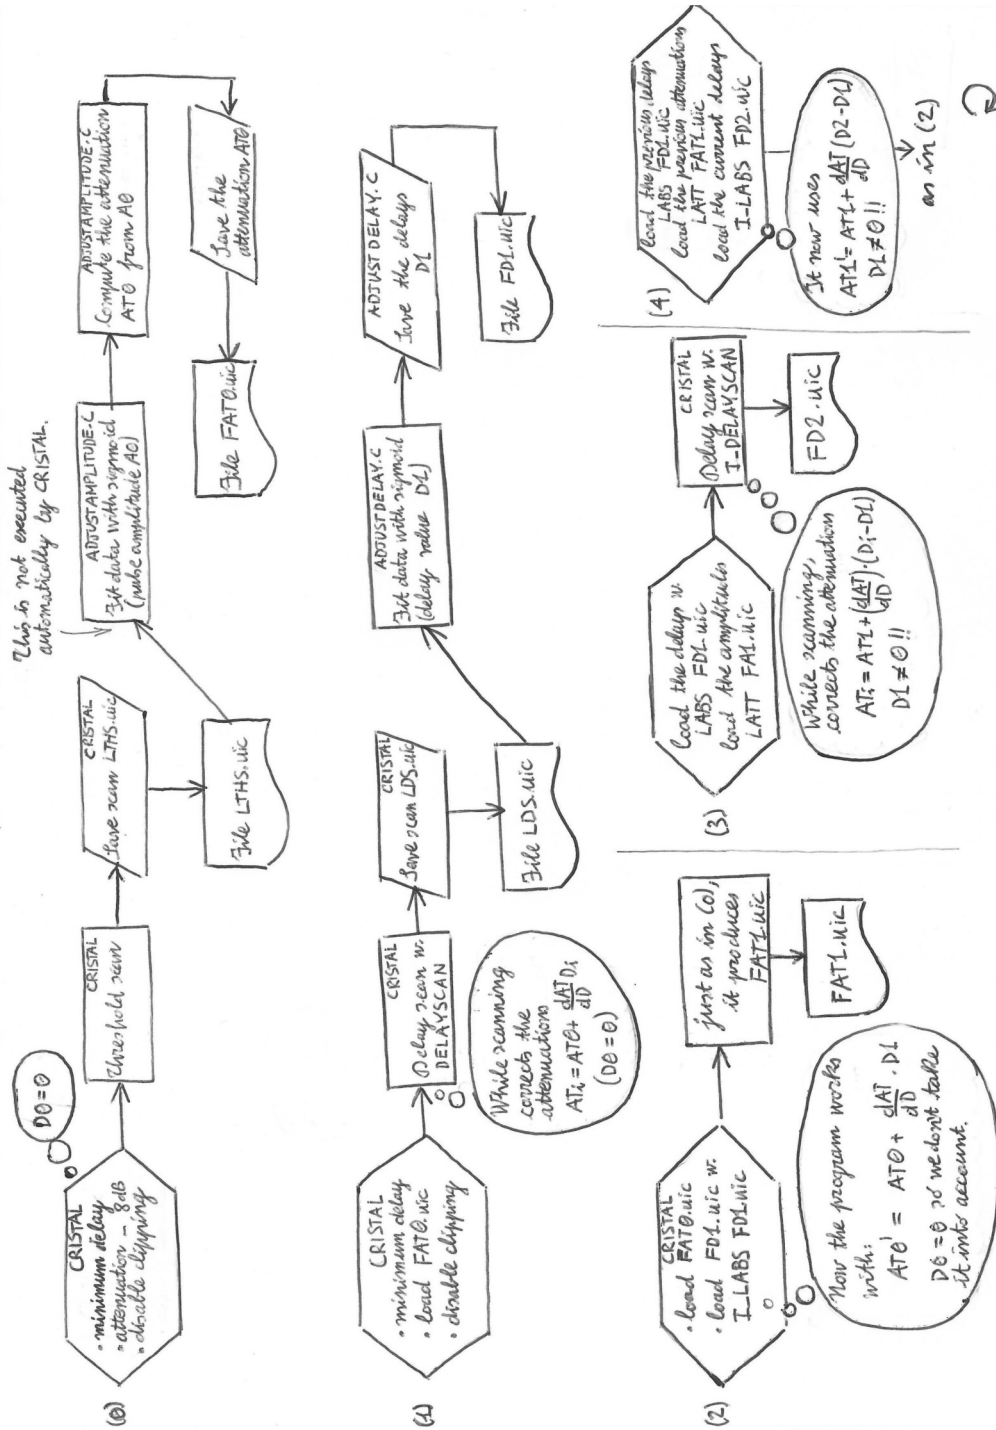 (0)
CRISTAL
• minimum delay
• attenuation - 8dB
• disable clipping
D0=0
CRISTAL
Threshold scan
CRISTAL
Save scan LTHS.uic
File LTHS.uic
This is not executed
automatically by CRISTAL.
ADJUSTAMPLITUDE.C
Fit data with sigmoid
(pulse amplitude A0)
ADJUSTAMPLITUDE.C
Compute the attenuation
AT0 from A0
Save the
attenuation AT0
File FAT0.uic
(1)
CRISTAL
• minimum delay
• load FAT0.uic
• disable clipping
CRISTAL
Delay scan w.
DELAYSCAN
While scanning
corrects the
attenuations
ATi = AT0 + dAT/dD Di
(D0=0)
CRISTAL
Save scan LDS.uic
File LDS.uic
ADJUSTDELAY.C
Fit data with sigmoid
(delay value D1)
ADJUSTDELAY.C
Save the delays
D1
File FD1.uic
(2)
CRISTAL
• load FAT0.uic
• load FD1.uic w.
I_LABS FD1.uic
Now the program works
with:
AT0' = AT0 + dAT/dD · D1
D0=0 so we don't take
it into account.
just as in (0),
it produces
FAT1.uic
FAT1.uic
(3)
Load the delays w.
LABS FD1.uic
load the amplitudes
LATT FA1.uic
While scanning,
corrects the attenuation
ATi = AT1 + (dAT/dD)·(Di-D1)
D1≠0!!
CRISTAL
Delay scan w.
I-DELAYSCAN
FD2.uic
(4)
load the previous delays
LABS FD1.uic
load the previous attenuations
LATT FAT1.uic
load the current delays
I-LABS FD2.uic
It now uses
AT1' = AT1 + dAT/dD (D2-D1)
D1≠0!!
as in (2)